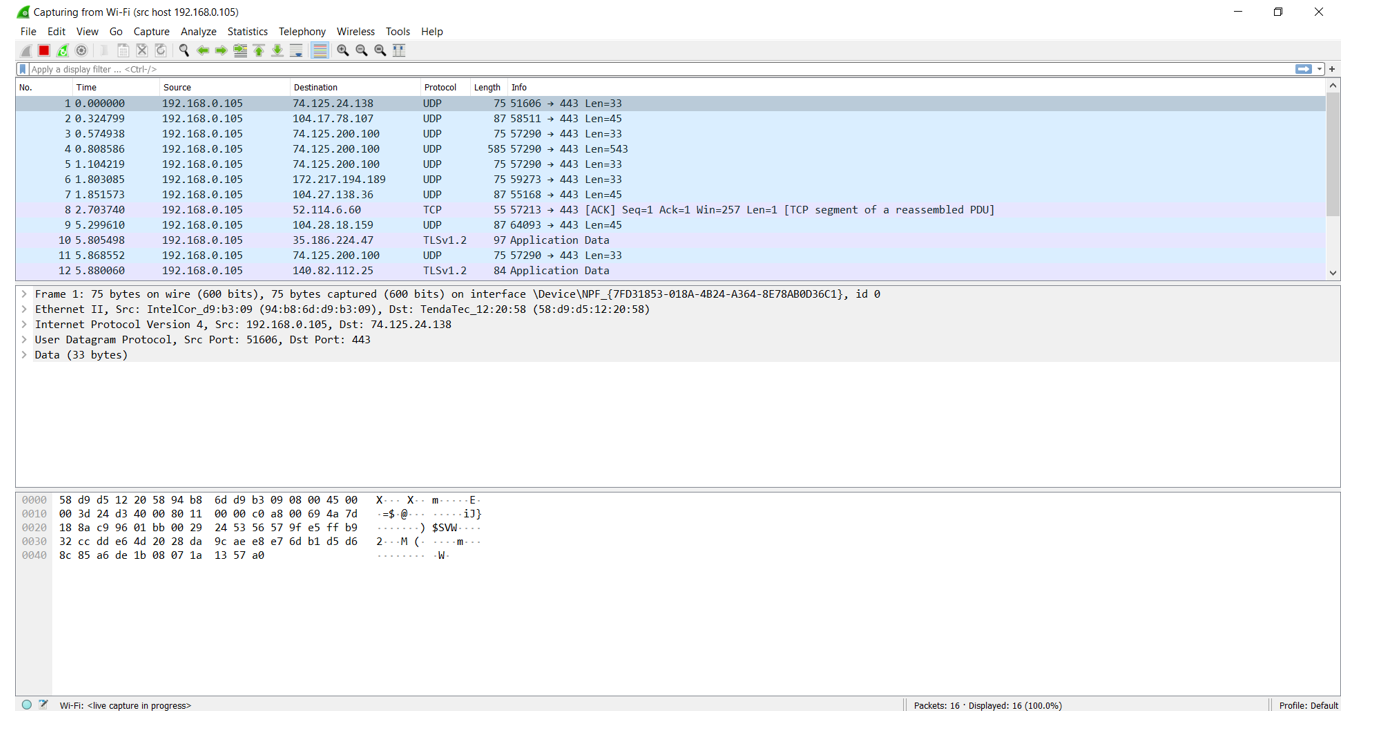 Capturing from Wi-Fi (src host 192.168.0.105)
File Edit View Go Capture Analyze Statistics Telephony Wireless Tools Help
Apply a display filter ... <Ctrl-/>
No. Time Source Destination Protocol Length Info
1 0.000000 192.168.0.105 74.125.24.138 UDP 75 51606 → 443 Len=33
2 0.324799 192.168.0.105 104.17.78.107 UDP 87 58511 → 443 Len=45
3 0.574938 192.168.0.105 74.125.200.100 UDP 75 57290 → 443 Len=33
4 0.808586 192.168.0.105 74.125.200.100 UDP 585 57290 → 443 Len=543
5 1.104219 192.168.0.105 74.125.200.100 UDP 75 57290 → 443 Len=33
6 1.803085 192.168.0.105 172.217.194.189 UDP 75 59273 → 443 Len=33
7 1.851573 192.168.0.105 104.27.138.36 UDP 87 55168 → 443 Len=45
8 2.703740 192.168.0.105 52.114.6.60 TCP 55 57213 → 443 [ACK] Seq=1 Ack=1 Win=257 Len=1 [TCP segment of a reassembled PDU]
9 5.299610 192.168.0.105 104.28.18.159 UDP 87 64093 → 443 Len=45
10 5.805498 192.168.0.105 35.186.224.47 TLSv1.2 97 Application Data
11 5.868552 192.168.0.105 74.125.200.100 UDP 75 57290 → 443 Len=33
12 5.880060 192.168.0.105 140.82.112.25 TLSv1.2 84 Application Data
Frame 1: 75 bytes on wire (600 bits), 75 bytes captured (600 bits) on interface \Device\NPF_{7FD31853-018A-4B24-A364-8E78AB0D36C1}, id 0
Ethernet II, Src: IntelCor_d9:b3:09 (94:b8:6d:d9:b3:09), Dst: TendaTec_12:20:58 (58:d9:d5:12:20:58)
Internet Protocol Version 4, Src: 192.168.0.105, Dst: 74.125.24.138
User Datagram Protocol, Src Port: 51606, Dst Port: 443
Data (33 bytes)
0000 58 d9 d5 12 20 58 94 b8 6d d9 b3 09 08 00 45 00 X··· X·· m·····E·
0010 00 3d 24 d3 40 00 80 11 00 00 c0 a8 00 69 4a 7d ·=$·@··· ·····iJ}
0020 18 8a c9 96 01 bb 00 29 24 53 56 57 9f e5 ff b9 ·······) $SVW····
0030 32 cc dd e6 4d 20 28 da 9c ae e8 e7 6d b1 d5 d6 2···M (· ····m···
0040 8c 85 a6 de 1b 08 07 1a 13 57 a0 ········ ·W·
Wi-Fi: <live capture in progress> Packets: 16 · Displayed: 16 (100.0%) Profile: Default